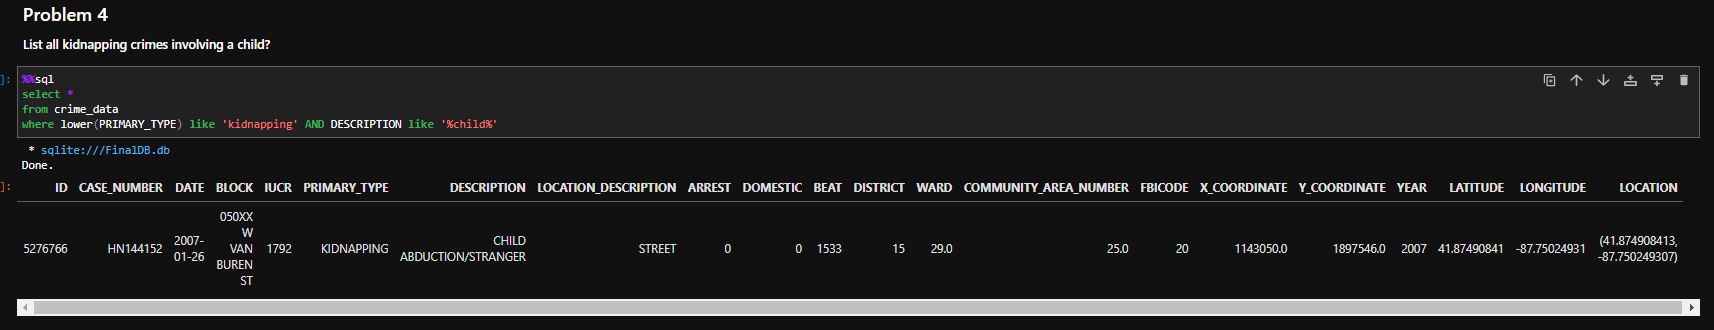 Problem 4
List all kidnapping crimes involving a child?
]:
%%sql
select *
from crime_data
where lower(PRIMARY_TYPE) like 'kidnapping' AND DESCRIPTION like '%child%'
* sqlite:///FinalDB.db
Done.
]:
ID CASE_NUMBER DATE BLOCK IUCR PRIMARY_TYPE DESCRIPTION LOCATION_DESCRIPTION ARREST DOMESTIC BEAT DISTRICT WARD COMMUNITY_AREA_NUMBER FBICODE X_COORDINATE Y_COORDINATE YEAR LATITUDE LONGITUDE LOCATION
5276766 HN144152 2007-
01-26 050XX
W
VAN
BUREN
ST 1792 KIDNAPPING CHILD
ABDUCTION/STRANGER STREET 0 0 1533 15 29.0 25.0 20 1143050.0 1897546.0 2007 41.87490841 -87.75024931 (41.874908413,
-87.750249307)